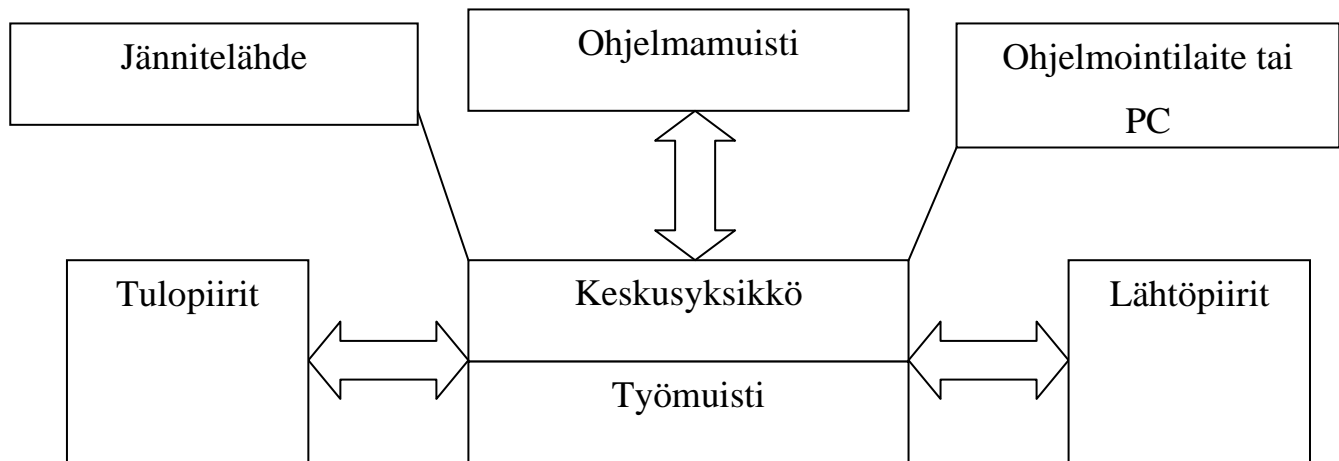 Jännitelähde
Ohjelmamuisti
Ohjelmointilaite tai
PC
Tulopiirit
Keskusyksikkö
Lähtöpiirit
Työmuisti